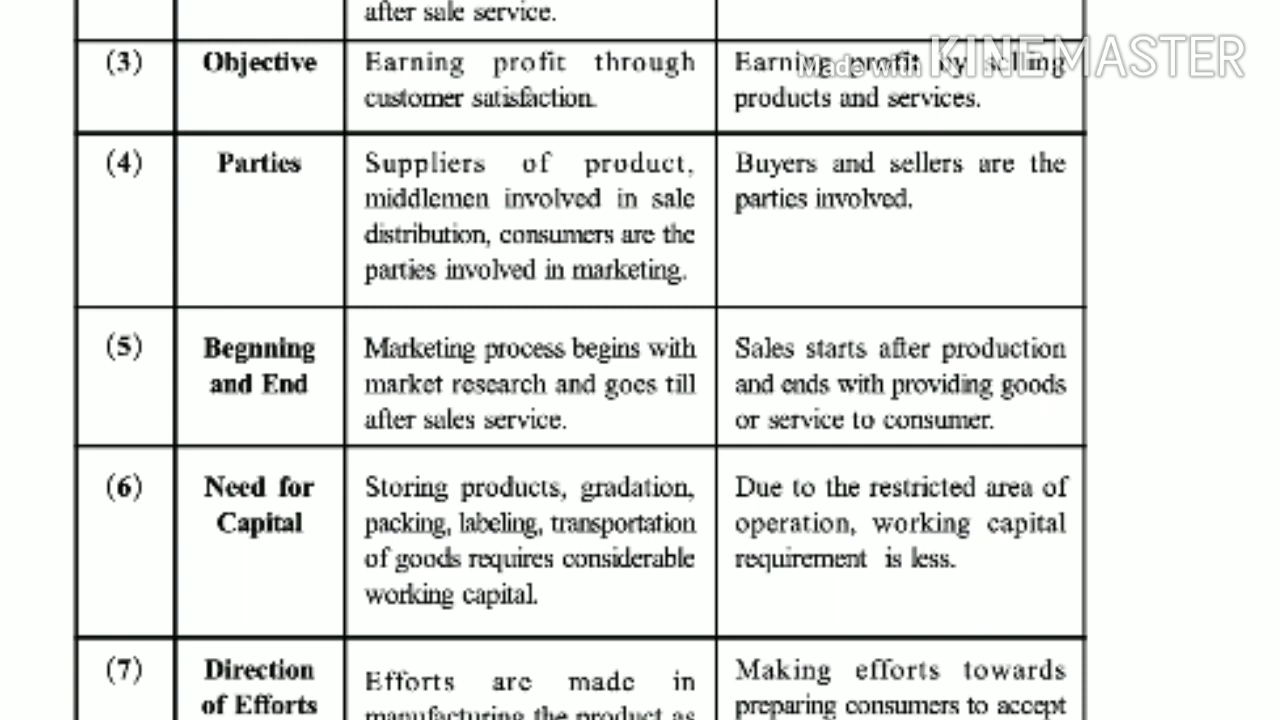 after sale service.
(3) Objective Earning profit through Earning profit by selling
customer satisfaction. products and services.
Made with KINEMASTER
(4) Parties Suppliers of product, Buyers and sellers are the
middlemen involved in sale parties involved.
distribution, consumers are the
parties involved in marketing.
(5) Begnning Marketing process begins with Sales starts after production
and End market research and goes till and ends with providing goods
after sales service. or service to consumer.
(6) Need for Storing products, gradation, Due to the restricted area of
Capital packing, labeling, transportation operation, working capital
of goods requires considerable requirement is less.
working capital.
(7) Direction Efforts are made in Making efforts towards
of Efforts manufacturing the product as preparing consumers to accept